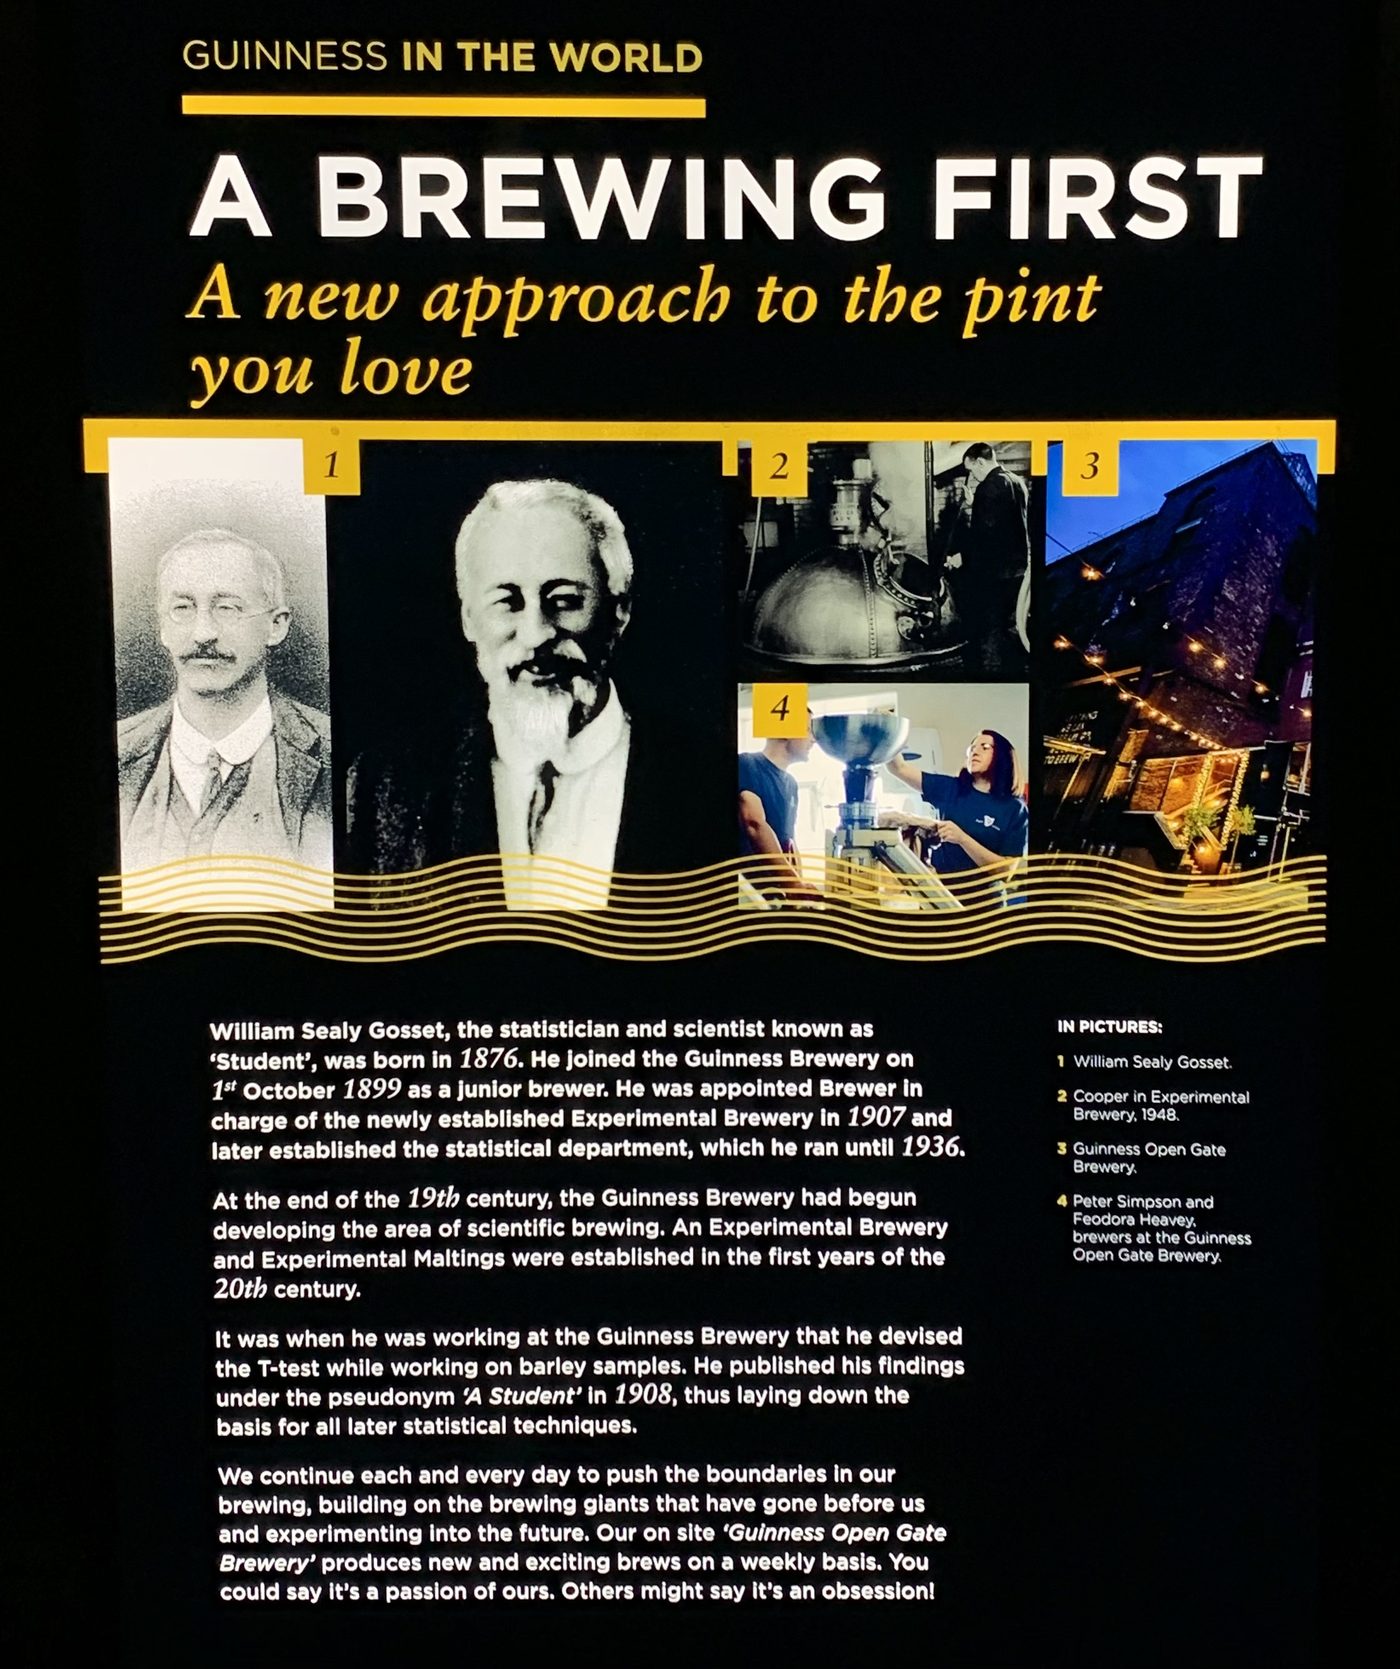 GUINNESS IN THE WORLD
A BREWING FIRST
A new approach to the pint
you love
1
2
3
4
William Sealy Gosset, the statistician and scientist known as
‘Student’, was born in 1876. He joined the Guinness Brewery on
1st October 1899 as a junior brewer. He was appointed Brewer in
charge of the newly established Experimental Brewery in 1907 and
later established the statistical department, which he ran until 1936.
At the end of the 19th century, the Guinness Brewery had begun
developing the area of scientific brewing. An Experimental Brewery
and Experimental Maltings were established in the first years of the
20th century.
It was when he was working at the Guinness Brewery that he devised
the T-test while working on barley samples. He published his findings
under the pseudonym ‘A Student’ in 1908, thus laying down the
basis for all later statistical techniques.
We continue each and every day to push the boundaries in our
brewing, building on the brewing giants that have gone before us
and experimenting into the future. Our on site ‘Guinness Open Gate
Brewery’ produces new and exciting brews on a weekly basis. You
could say it’s a passion of ours. Others might say it’s an obsession!
IN PICTURES:
1 William Sealy Gosset.
2 Cooper in Experimental
Brewery, 1948.
3 Guinness Open Gate
Brewery.
4 Peter Simpson and
Feodora Heavey,
brewers at the Guinness
Open Gate Brewery.